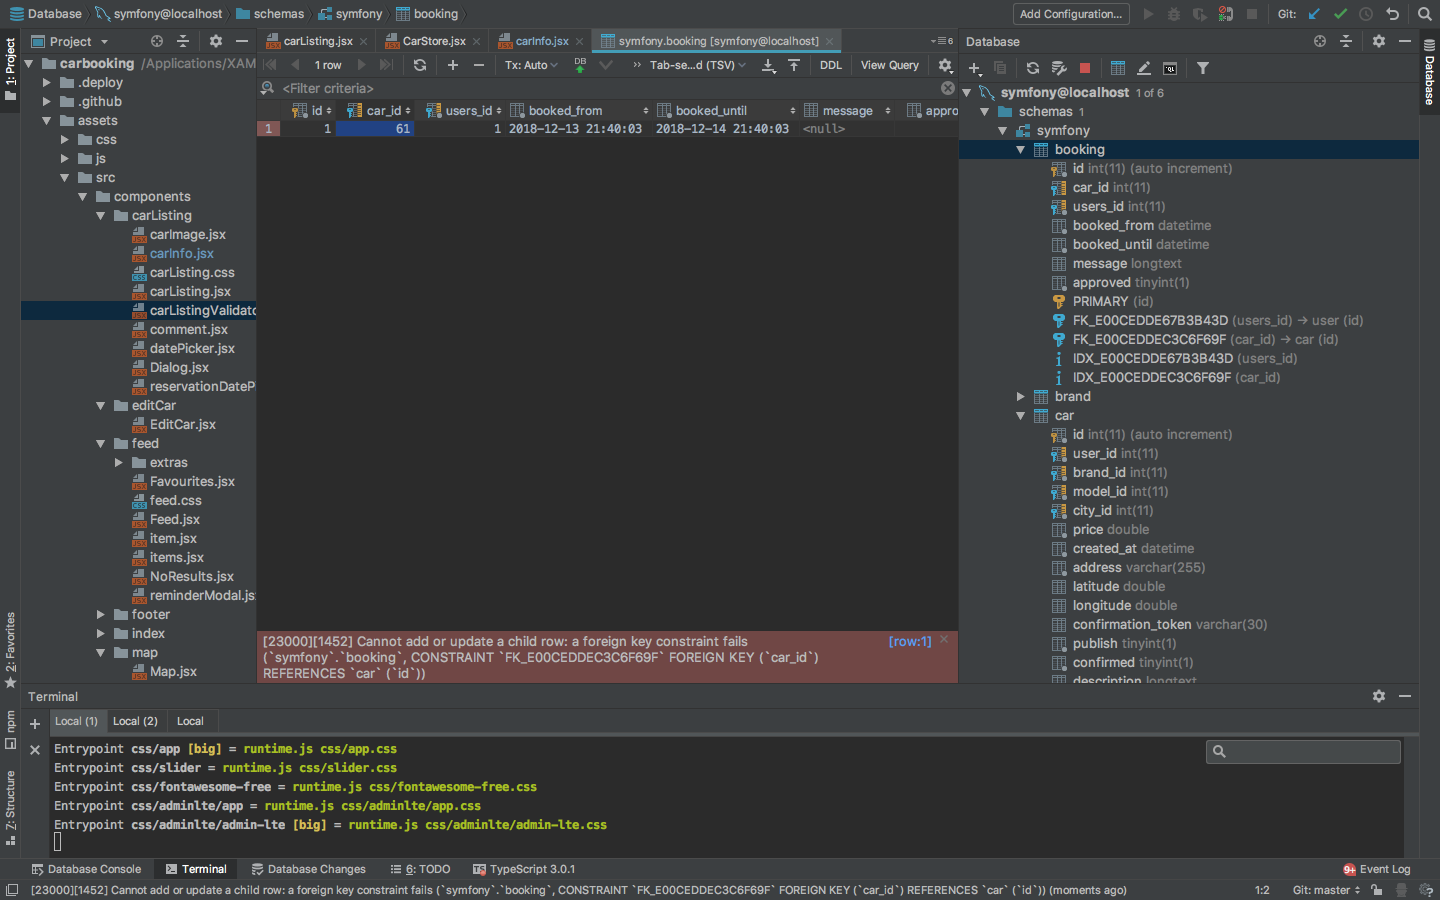 Database
symfony@localhost
schemas
symfony
booking
Add Configuration...
Git:
1: Project
Project
carListing.jsx
CarStore.jsx
carInfo.jsx
symfony.booking [symfony@localhost]
6
Database
1 row
Tx: Auto
DB
Tab-se...d (TSV)
DDL
View Query
<Filter criteria>
id
car_id
users_id
booked_from
booked_until
message
appro
1
1
61
1
2018-12-13 21:40:03
2018-12-14 21:40:03
<null>
carbooking /Applications/XAM
.deploy
.github
assets
css
js
src
components
carListing
carImage.jsx
carInfo.jsx
carListing.css
carListing.jsx
carListingValidato
comment.jsx
datePicker.jsx
Dialog.jsx
reservationDateP
editCar
EditCar.jsx
feed
extras
Favourites.jsx
feed.css
Feed.jsx
item.jsx
items.jsx
NoResults.jsx
reminderModal.js
footer
index
map
Map.jsx
[23000][1452] Cannot add or update a child row: a foreign key constraint fails
[row:1]
(`symfony`.`booking`, CONSTRAINT `FK_E00CEDDEC3C6F69F` FOREIGN KEY (`car_id`)
REFERENCES `car` (`id`))
symfony@localhost 1 of 6
schemas 1
symfony
booking
id int(11) (auto increment)
car_id int(11)
users_id int(11)
booked_from datetime
booked_until datetime
message longtext
approved tinyint(1)
PRIMARY (id)
FK_E00CEDDE67B3B43D (users_id) → user (id)
FK_E00CEDDEC3C6F69F (car_id) → car (id)
IDX_E00CEDDE67B3B43D (users_id)
IDX_E00CEDDEC3C6F69F (car_id)
brand
car
id int(11) (auto increment)
user_id int(11)
brand_id int(11)
model_id int(11)
city_id int(11)
price double
created_at datetime
address varchar(255)
latitude double
longitude double
confirmation_token varchar(30)
publish tinyint(1)
confirmed tinyint(1)
description longtext
Database
2: Favorites
npm
7: Structure
Terminal
Local (1)
Local (2)
Local
Entrypoint css/app [big] = runtime.js css/app.css
Entrypoint css/slider = runtime.js css/slider.css
Entrypoint css/fontawesome-free = runtime.js css/fontawesome-free.css
Entrypoint css/adminlte/app = runtime.js css/adminlte/app.css
Entrypoint css/adminlte/admin-lte [big] = runtime.js css/adminlte/admin-lte.css
Database Console
Terminal
Database Changes
6: TODO
TypeScript 3.0.1
9+ Event Log
[23000][1452] Cannot add or update a child row: a foreign key constraint fails (`symfony`.`booking`, CONSTRAINT `FK_E00CEDDEC3C6F69F` FOREIGN KEY (`car_id`) REFERENCES `car` (`id`)) (moments ago)
1:2
Git: master